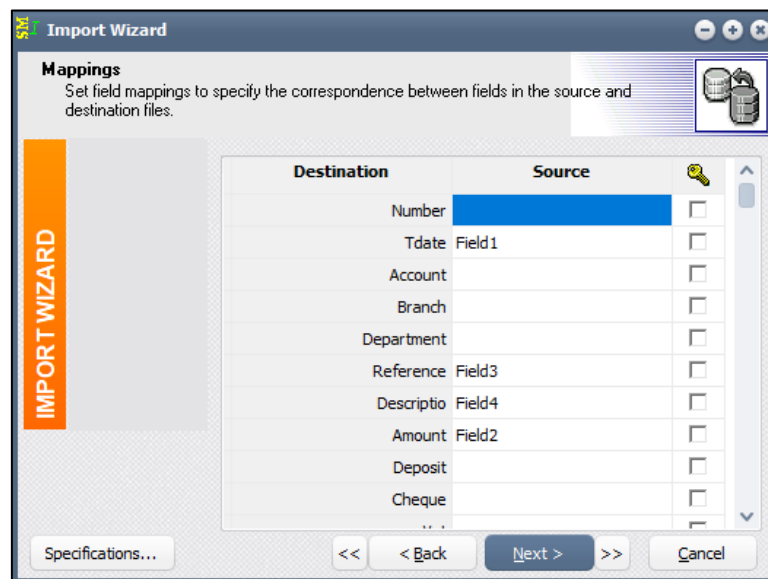 SM I Import Wizard
Mappings
Set field mappings to specify the correspondence between fields in the source and
destination files.
IMPORT WIZARD
Destination Source
Number
Tdate Field1
Account
Branch
Department
Reference Field3
Descriptio Field4
Amount Field2
Deposit
Cheque
Specifications... << < Back Next > >> Cancel